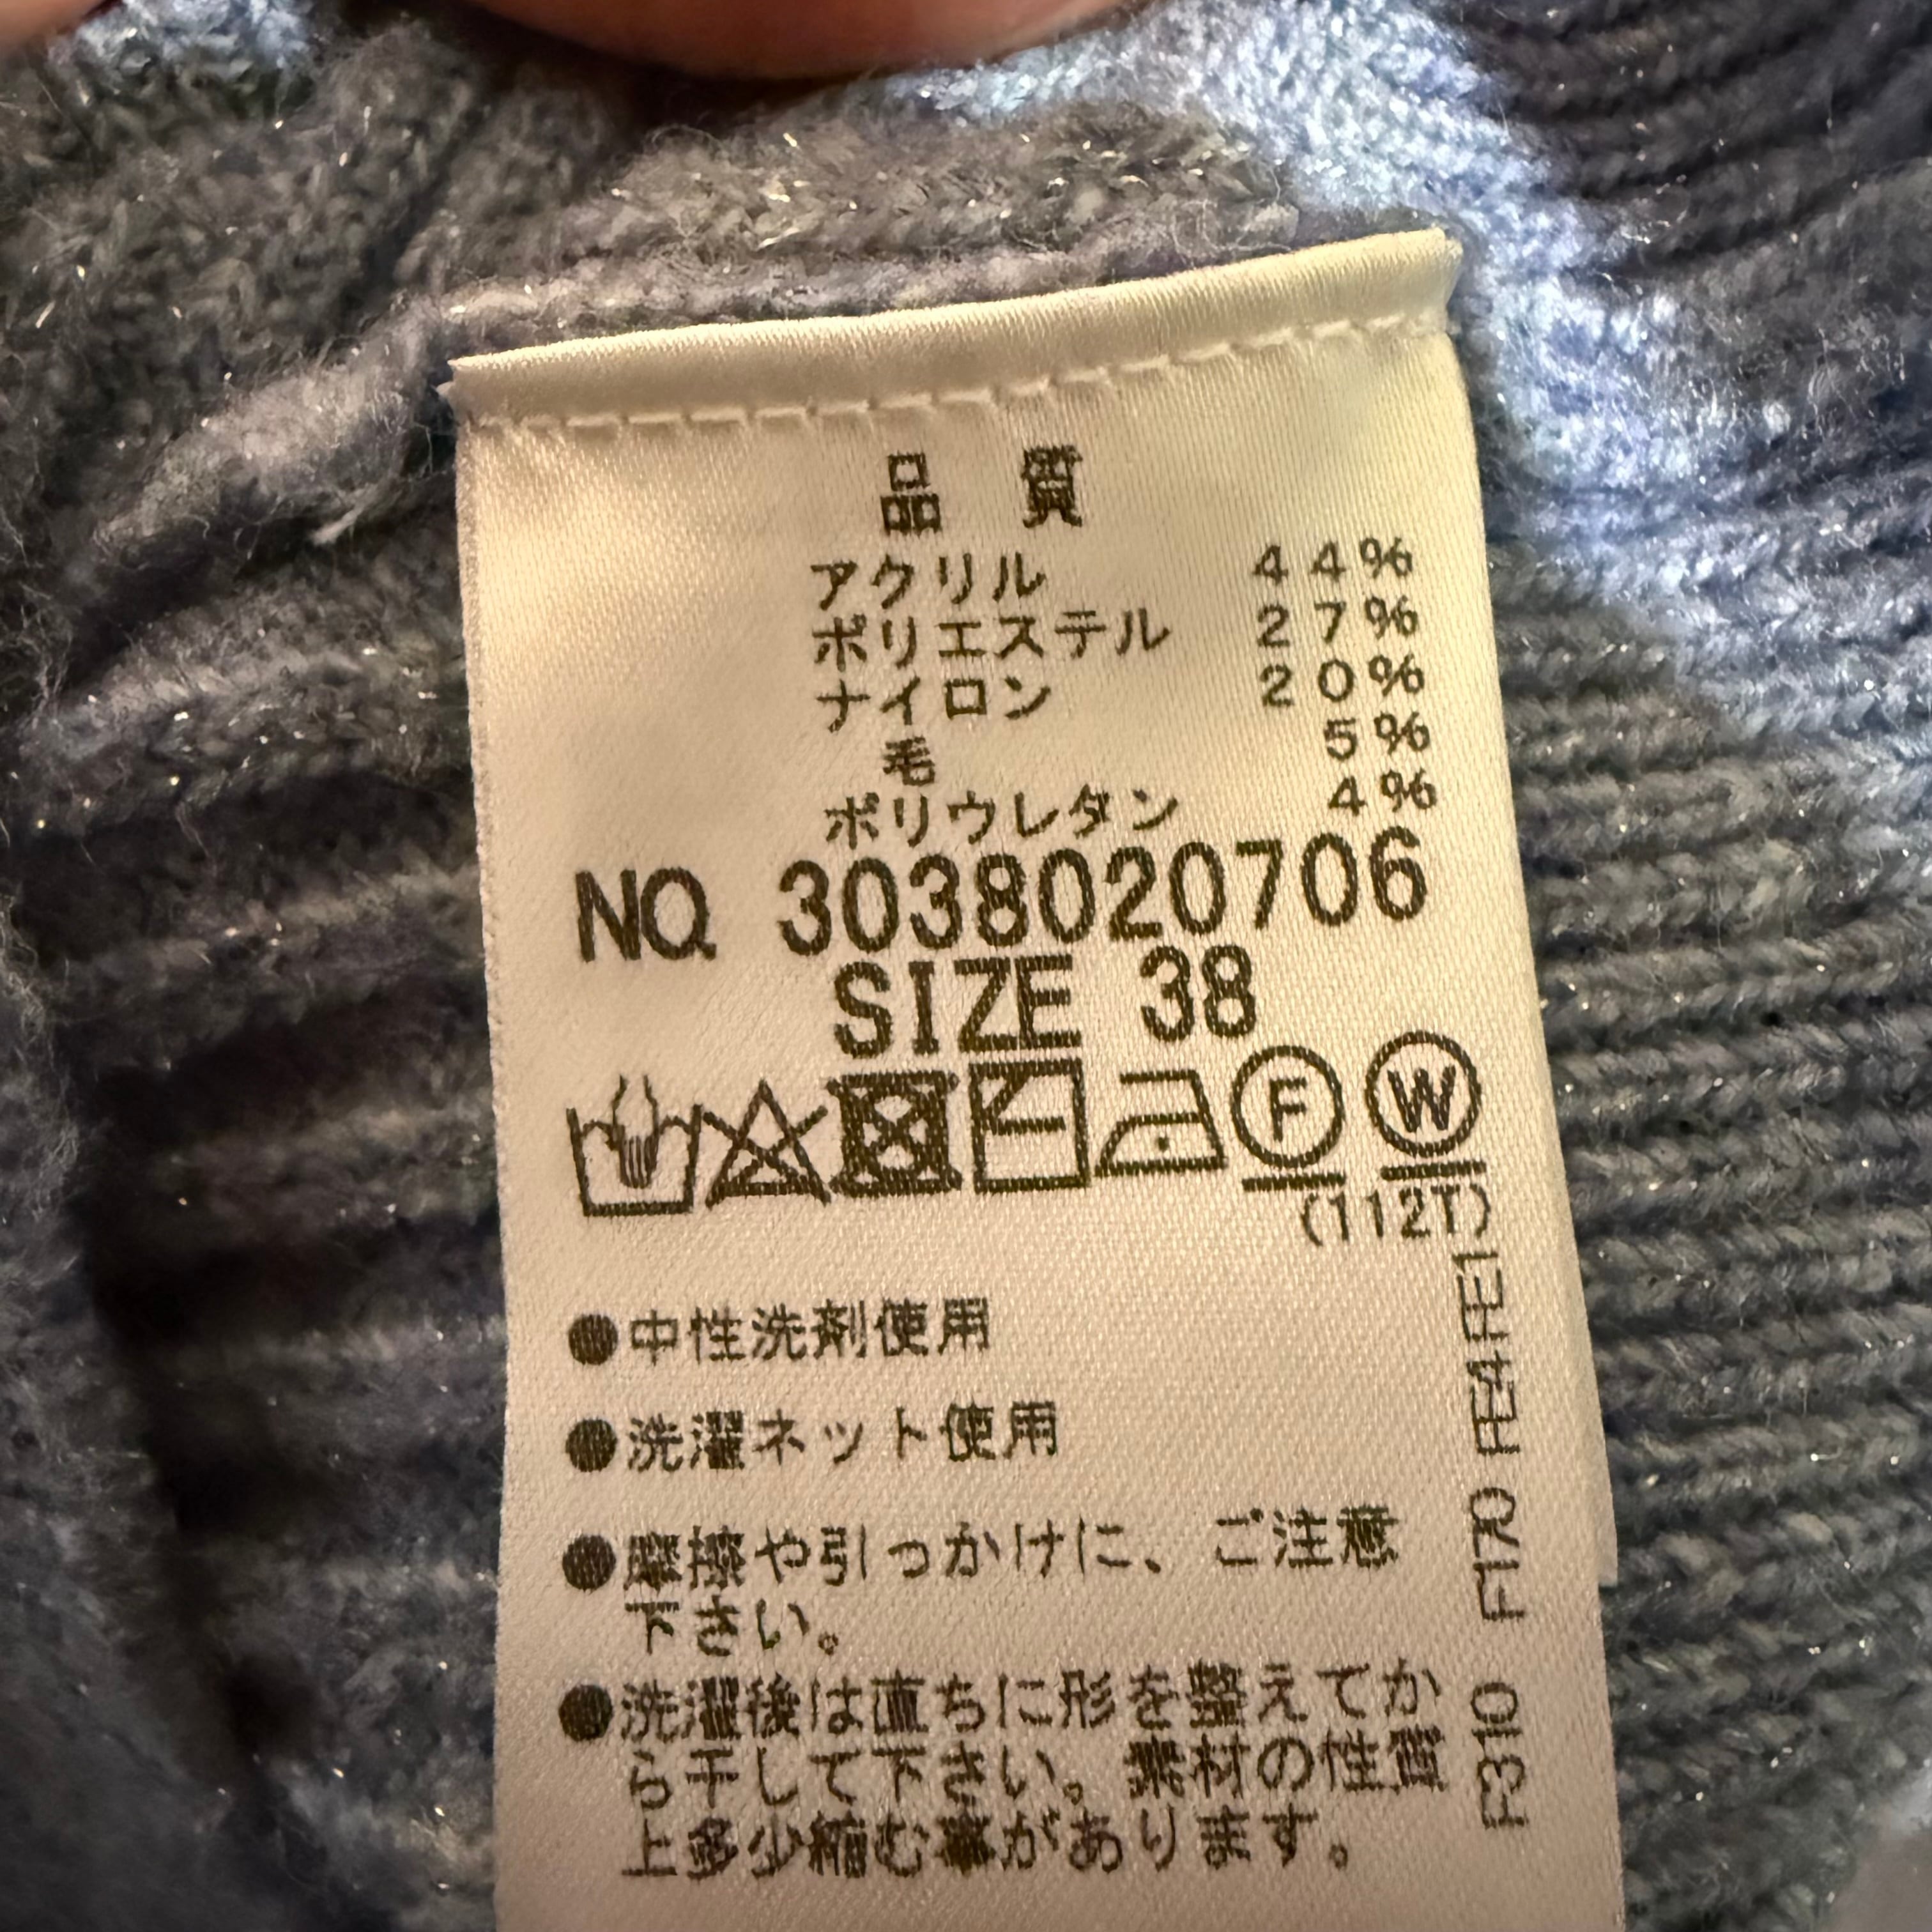 品 質
アクリル 44%
ポリエステル 27%
ナイロン 20%
毛 5%
ポリウレタン 4%
NO 3038020706
SIZE 38
F W
(112T)
●中性洗剤使用
●洗濯ネット使用
●摩擦や引っかけに、ご注意
下さい。
●洗濯後は直ちに形を整えてか
ら干して下さい。素材の性質
上多少縮む事があります。
F310 F170 FE4 FE1